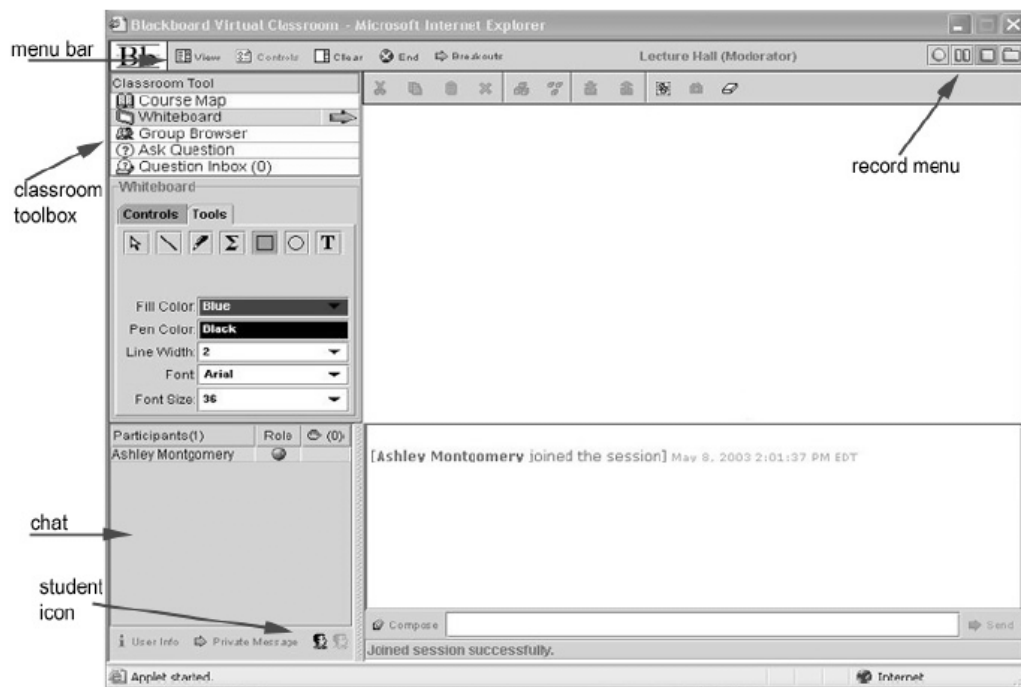 Blackboard Virtual Classroom - Microsoft Internet Explorer
menu bar
Bb View Controls Clear End Breakouts Lecture Hall (Moderator)
Classroom Tool
Course Map
Whiteboard
Group Browser
Ask Question
Question Inbox (0)
record menu
classroom
toolbox
Whiteboard
Controls Tools
Σ T
Fill Color: Blue
Pen Color: Black
Line Width: 2
Font Arial
Font Size: 36
Participants(1) Role (0)
Ashley Montgomery
[Ashley Montgomery joined the session] May 8, 2003 2:01:37 PM EDT
chat
student
icon
Compose Send
User Info Private Message
Joined session successfully.
Applet started. Internet